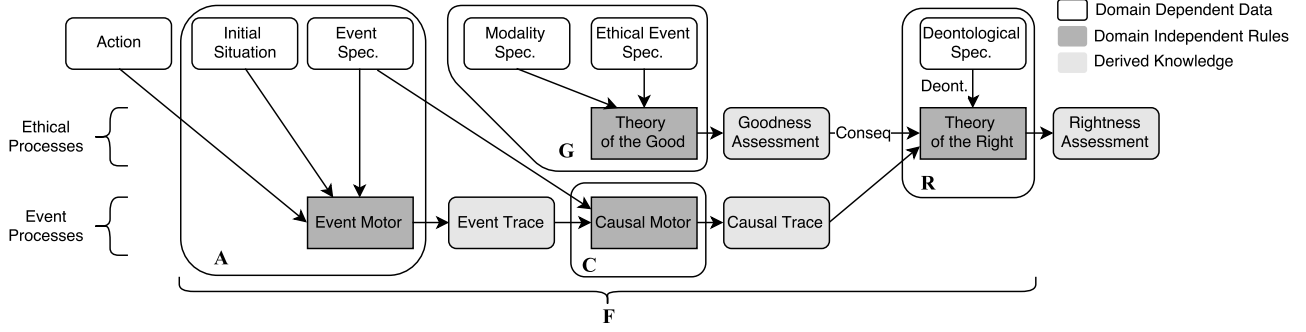 Action
Initial
Situation
Event
Spec.
Modality
Spec.
Ethical Event
Spec.
Deontological
Spec.
Domain Dependent Data
Domain Independent Rules
Derived Knowledge
Deont.
Ethical
Processes
Theory
of the Good
Goodness
Assessment
Conseq
Theory
of the Right
Rightness
Assessment
G
R
Event
Processes
Event Motor
Event Trace
Causal Motor
Causal Trace
A
C
F